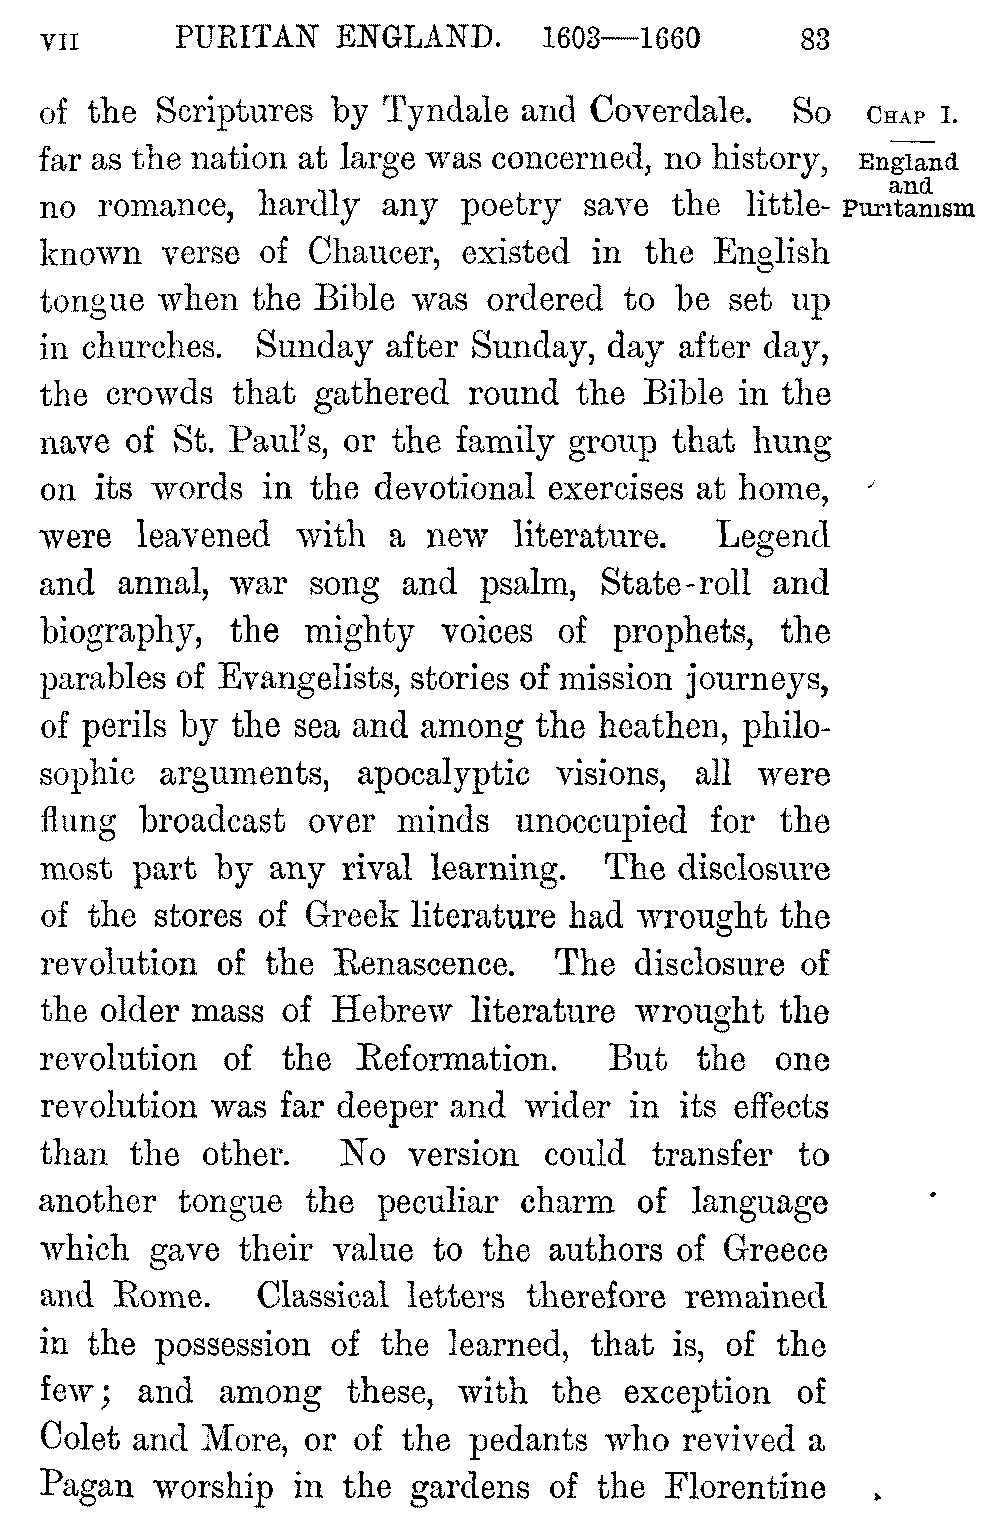 VII PURITAN ENGLAND. 1603—1660 83
CHAP I.
England
and
Puritanism
of the Scriptures by Tyndale and Coverdale. So
far as the nation at large was concerned, no history,
no romance, hardly any poetry save the little-
known verse of Chaucer, existed in the English
tongue when the Bible was ordered to be set up
in churches. Sunday after Sunday, day after day,
the crowds that gathered round the Bible in the
nave of St. Paul's, or the family group that hung
on its words in the devotional exercises at home,
were leavened with a new literature. Legend
and annal, war song and psalm, State-roll and
biography, the mighty voices of prophets, the
parables of Evangelists, stories of mission journeys,
of perils by the sea and among the heathen, philo-
sophic arguments, apocalyptic visions, all were
flung broadcast over minds unoccupied for the
most part by any rival learning. The disclosure
of the stores of Greek literature had wrought the
revolution of the Renascence. The disclosure of
the older mass of Hebrew literature wrought the
revolution of the Reformation. But the one
revolution was far deeper and wider in its effects
than the other. No version could transfer to
another tongue the peculiar charm of language
which gave their value to the authors of Greece
and Rome. Classical letters therefore remained
in the possession of the learned, that is, of the
few; and among these, with the exception of
Colet and More, or of the pedants who revived a
Pagan worship in the gardens of the Florentine